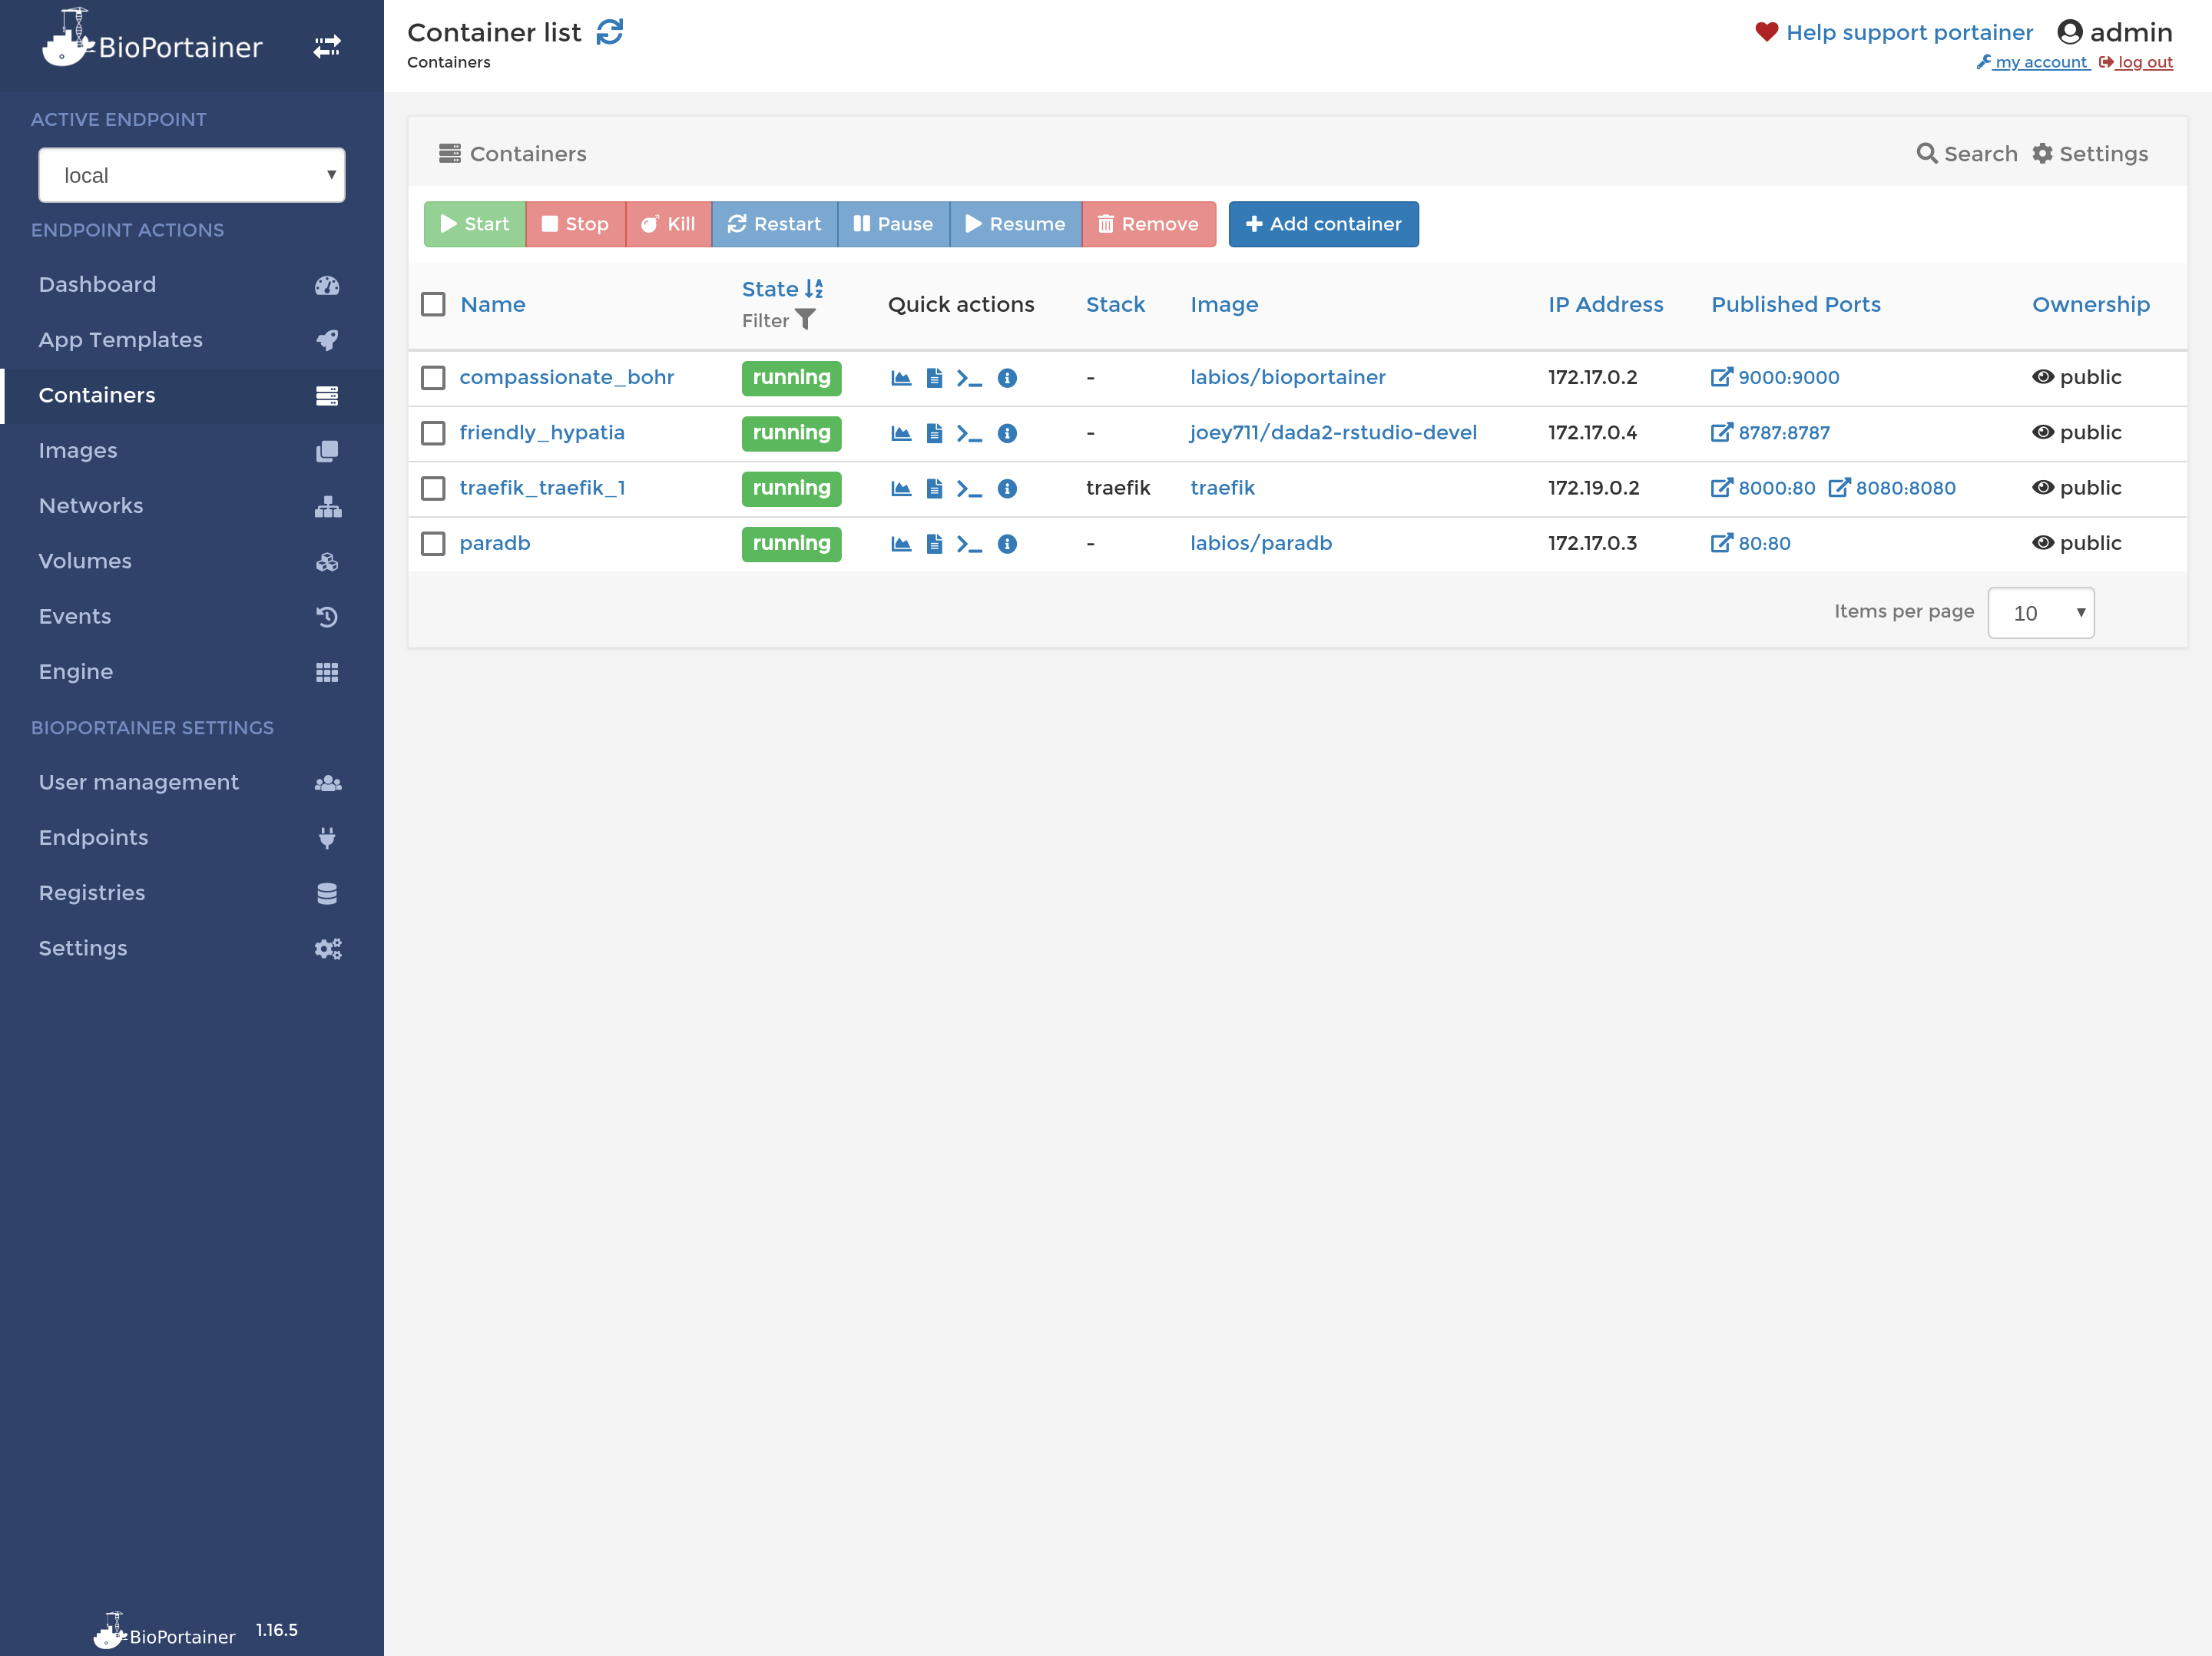 BioPortainer
ACTIVE ENDPOINT
local
ENDPOINT ACTIONS
Dashboard
App Templates
Containers
Images
Networks
Volumes
Events
Engine
BIOPORTAINER SETTINGS
User management
Endpoints
Registries
Settings
BioPortainer 1.16.5
Container list
Containers
Help support portainer admin
my account log out
Containers Search Settings
Start Stop Kill Restart Pause Resume Remove Add container
Name State Filter Quick actions Stack Image IP Address Published Ports Ownership
compassionate_bohr running - labios/bioportainer 172.17.0.2 9000:9000 public
friendly_hypatia running - joey711/dada2-rstudio-devel 172.17.0.4 8787:8787 public
traefik_traefik_1 running traefik traefik 172.19.0.2 8000:80 8080:8080 public
paradb running - labios/paradb 172.17.0.3 80:80 public
Items per page 10